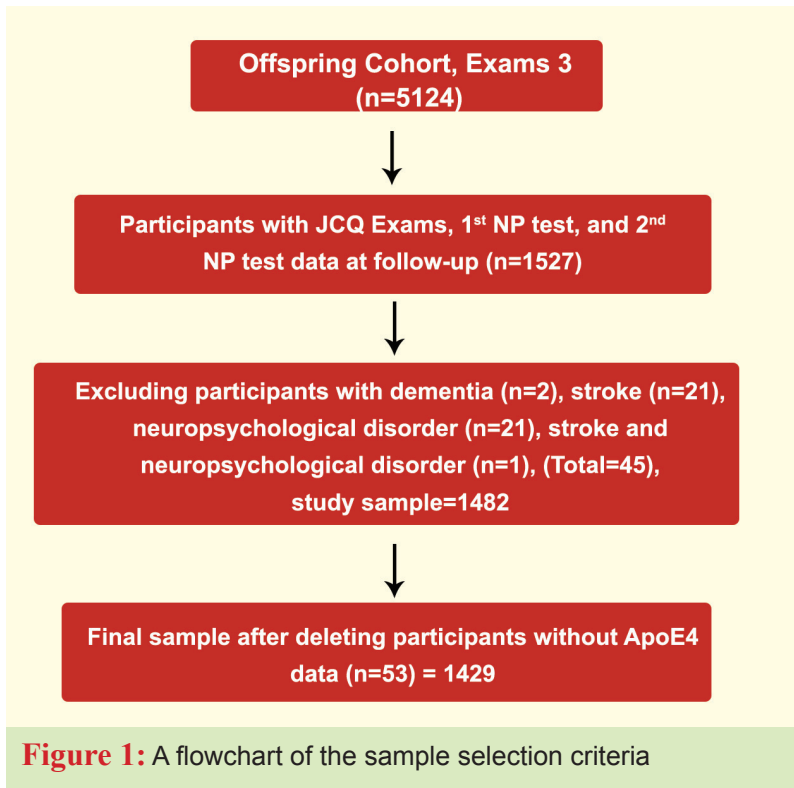 Offspring Cohort, Exams 3
(n=5124)
Participants with JCQ Exams, 1st NP test, and 2nd
NP test data at follow-up (n=1527)
Excluding participants with dementia (n=2), stroke (n=21),
neuropsychological disorder (n=21), stroke and
neuropsychological disorder (n=1), (Total=45),
study sample=1482
Final sample after deleting participants without ApoE4
data (n=53) = 1429
Figure 1: A flowchart of the sample selection criteria